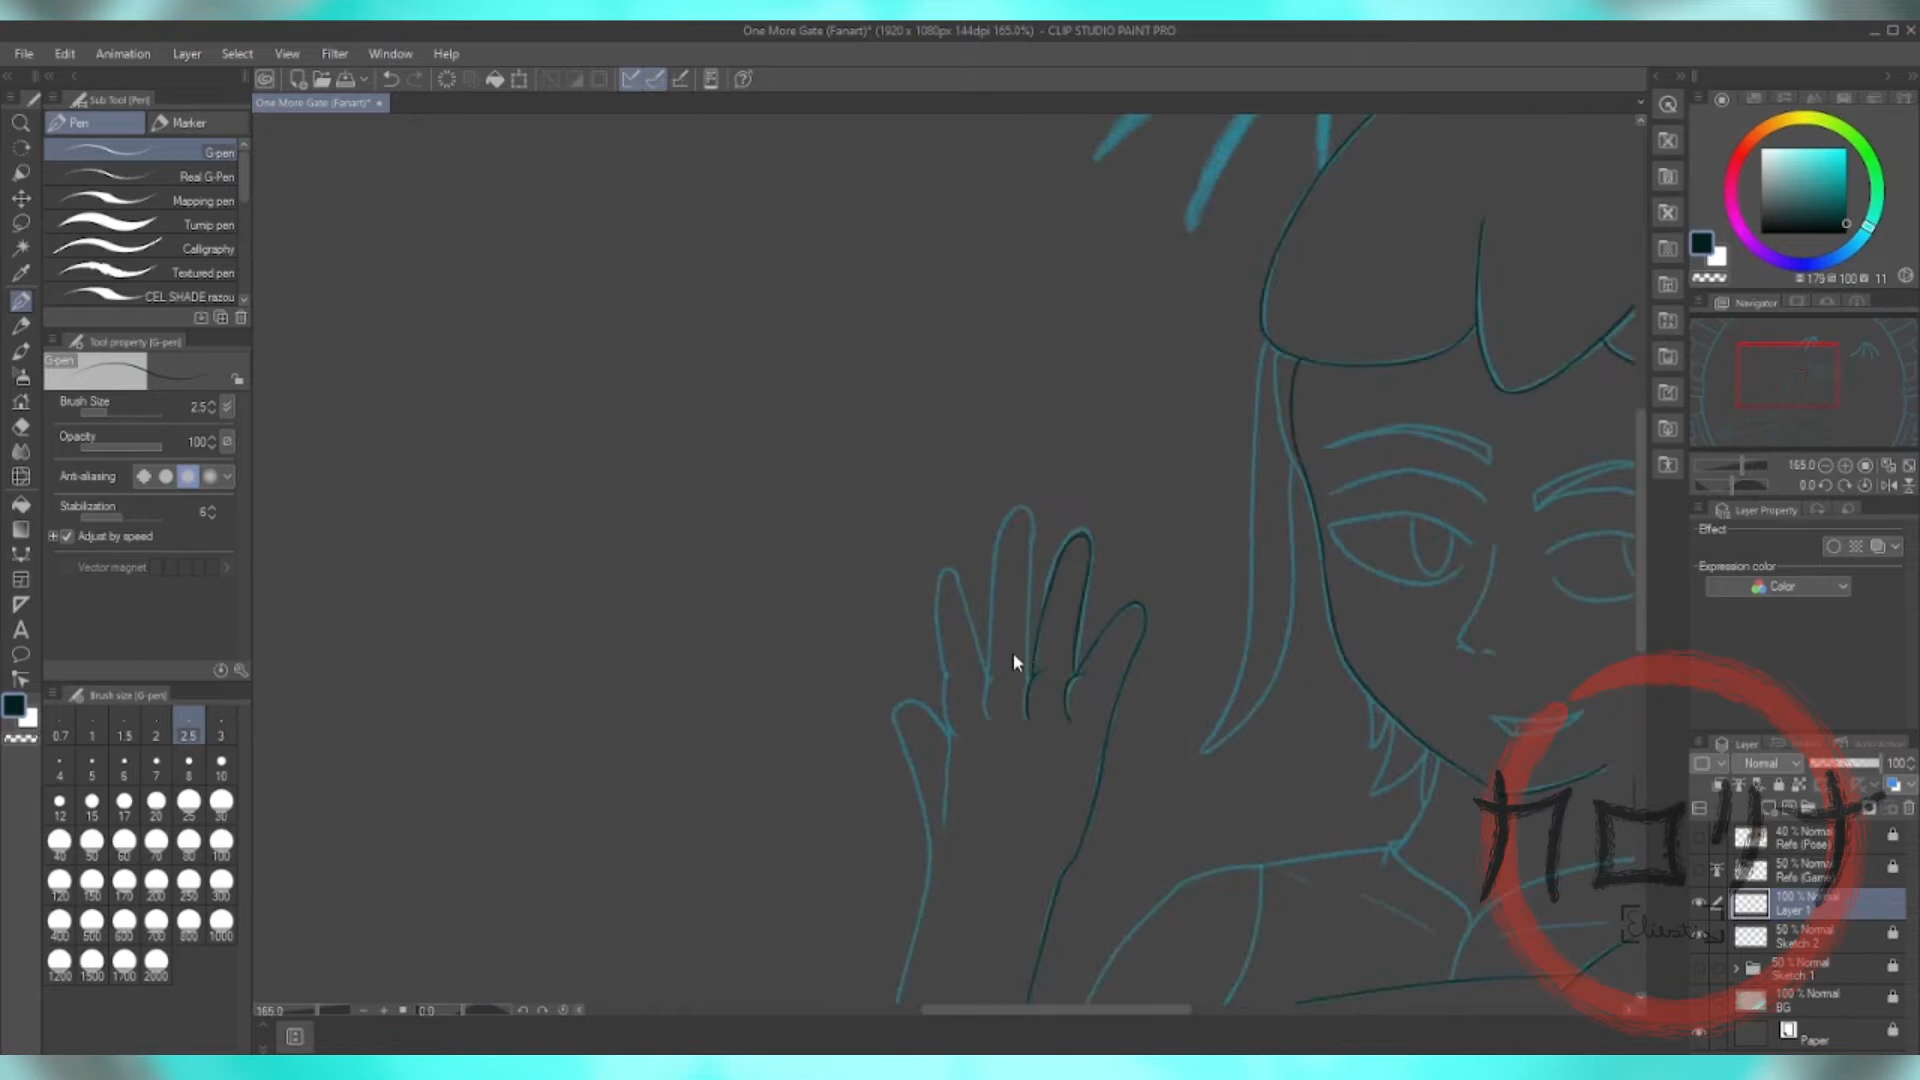 One More Gate (Fanart)* (1920 x 1080px 144dpi 165.0%) - CLIP STUDIO PAINT PRO
File Edit Animation Layer Select View Filter Window Help
Sub Tool [Pen]
One More Gate (Fanart)*
Pen Marker
G-pen
Real G-Pen
Mapping pen
Turnip pen
Calligraphy
Textured pen
CEL SHADE razou
179 100 11
Navigator
Tool property [G-pen]
G-pen
Brush Size 2.5
Opacity 100
Anti-aliasing
Stabilization 6
Adjust by speed
Vector magnet
165.0
0.0
Layer Property
Effect
Expression color
Color
Brush size [G-pen]
0.7 1 1.5 2 2.5 3
4 5 6 7 8 10
12 15 17 20 25 30
40 50 60 70 80 100
120 150 170 200 250 300
400 500 600 700 800 1000
1200 1500 1700 2000
Layer
Normal 100
40 % Normal
Refs (Pose)
50 % Normal
Refs (Game)
100 % Normal
Layer 1
50 % Normal
Sketch 2
50 % Normal
Sketch 1
100 % Normal
BG
Paper
165.0 0.0